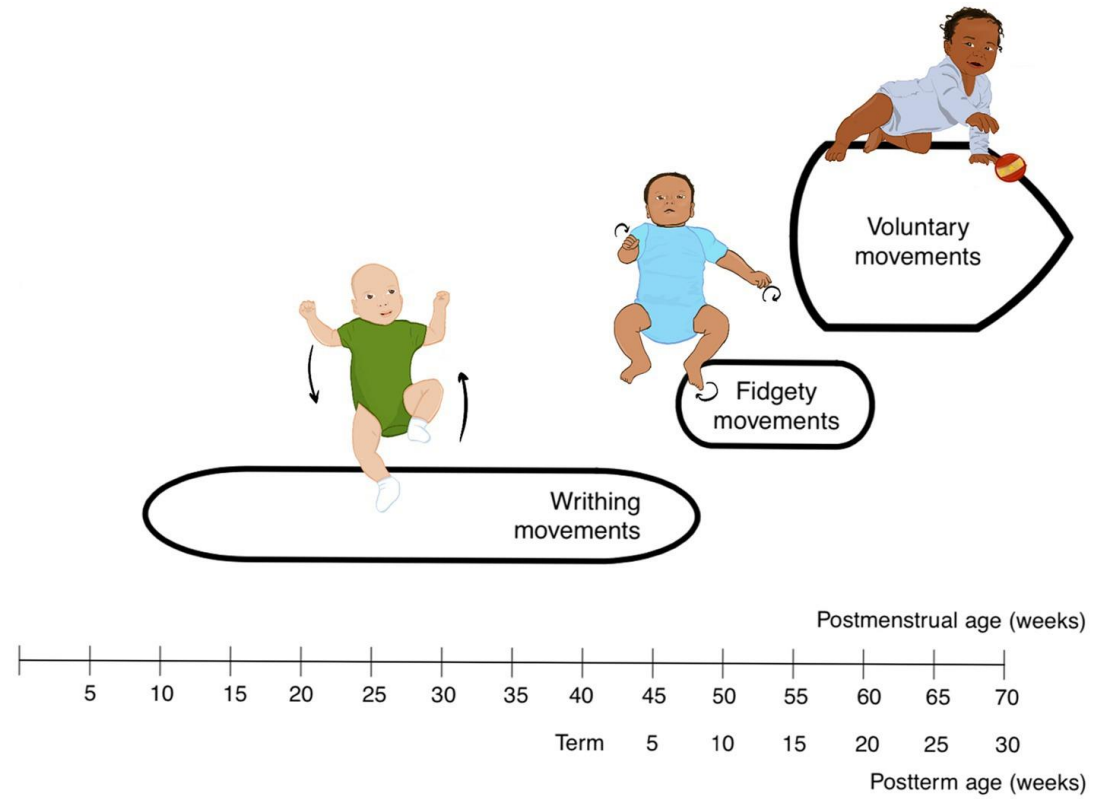 Voluntary
movements
Fidgety
movements
Writhing
movements
Postmenstrual age (weeks)
5 10 15 20 25 30 35 40 45 50 55 60 65 70
Term 5 10 15 20 25 30
Postterm age (weeks)